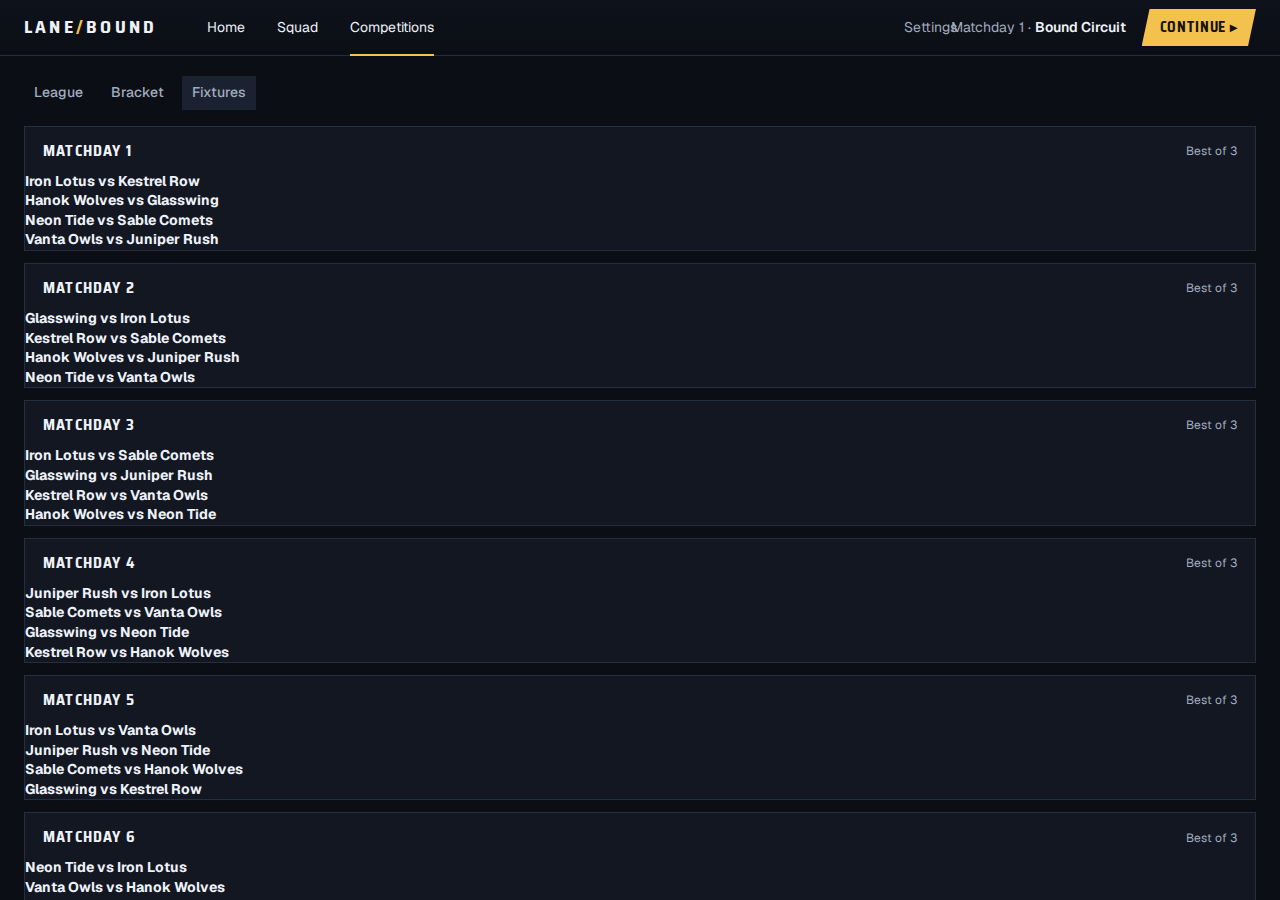 LANE/BOUND Home Squad Competitions Settings Matchday 1 · Bound Circuit CONTINUE ▸
League Bracket Fixtures
MATCHDAY 1 Best of 3
Iron Lotus vs Kestrel Row
Hanok Wolves vs Glasswing
Neon Tide vs Sable Comets
Vanta Owls vs Juniper Rush
MATCHDAY 2 Best of 3
Glasswing vs Iron Lotus
Kestrel Row vs Sable Comets
Hanok Wolves vs Juniper Rush
Neon Tide vs Vanta Owls
MATCHDAY 3 Best of 3
Iron Lotus vs Sable Comets
Glasswing vs Juniper Rush
Kestrel Row vs Vanta Owls
Hanok Wolves vs Neon Tide
MATCHDAY 4 Best of 3
Juniper Rush vs Iron Lotus
Sable Comets vs Vanta Owls
Glasswing vs Neon Tide
Kestrel Row vs Hanok Wolves
MATCHDAY 5 Best of 3
Iron Lotus vs Vanta Owls
Juniper Rush vs Neon Tide
Sable Comets vs Hanok Wolves
Glasswing vs Kestrel Row
MATCHDAY 6 Best of 3
Neon Tide vs Iron Lotus
Vanta Owls vs Hanok Wolves